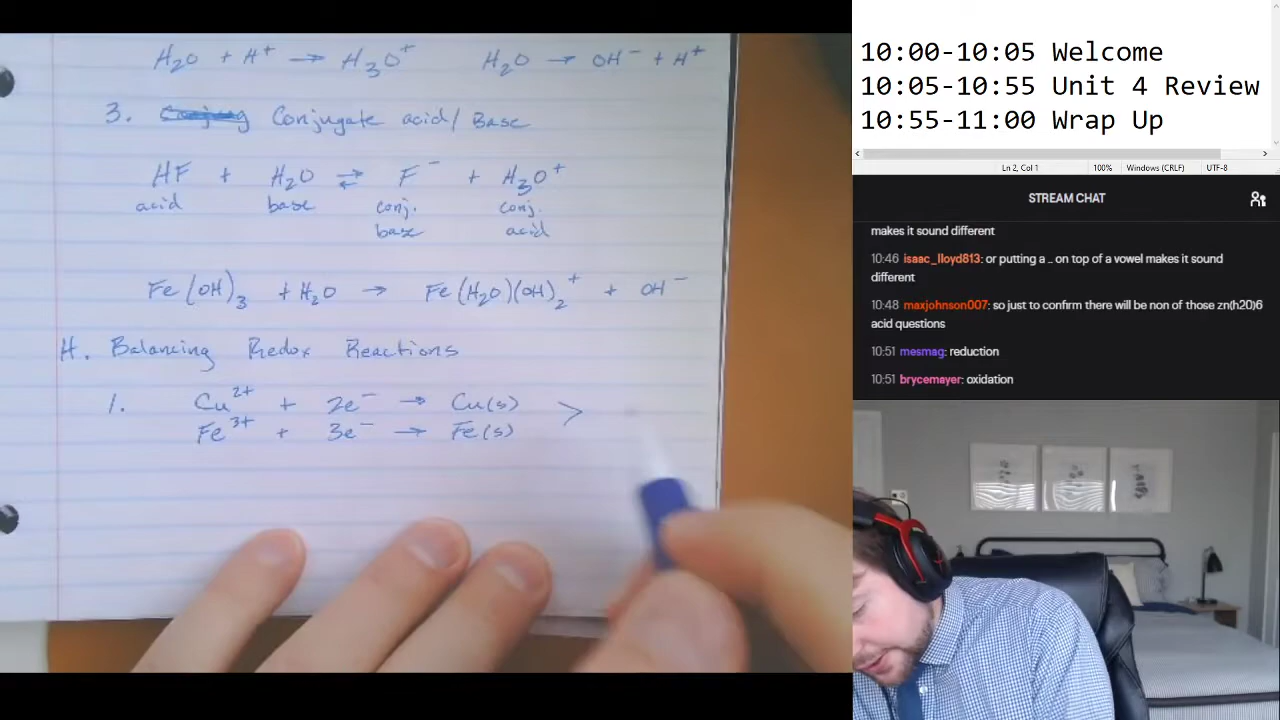 H₂O + H⁺ → H₃O⁺ H₂O → OH⁻ + H⁺
3. Conjugate acid/Base
HF + H₂O ⇌ F⁻ + H₃O⁺
acid base conj. base conj. acid
Fe(OH)₃ + H₂O → Fe(H₂O)(OH)₂⁺ + OH⁻
H. Balancing Redox Reactions
1. Cu²⁺ + 2e⁻ → Cu(s) >
Fe³⁺ + 3e⁻ → Fe(s)
10:00-10:05 Welcome
10:05-10:55 Unit 4 Review
10:55-11:00 Wrap Up
Ln 2, Col 1 100% Windows (CRLF) UTF-8
STREAM CHAT
makes it sound different
10:46 isaac_lloyd813: or putting a .. on top of a vowel makes it sound
different
10:48 maxjohnson007: so just to confirm there will be non of those zn(h20)6
acid questions
10:51 mesmag: reduction
10:51 brycemayer: oxidation